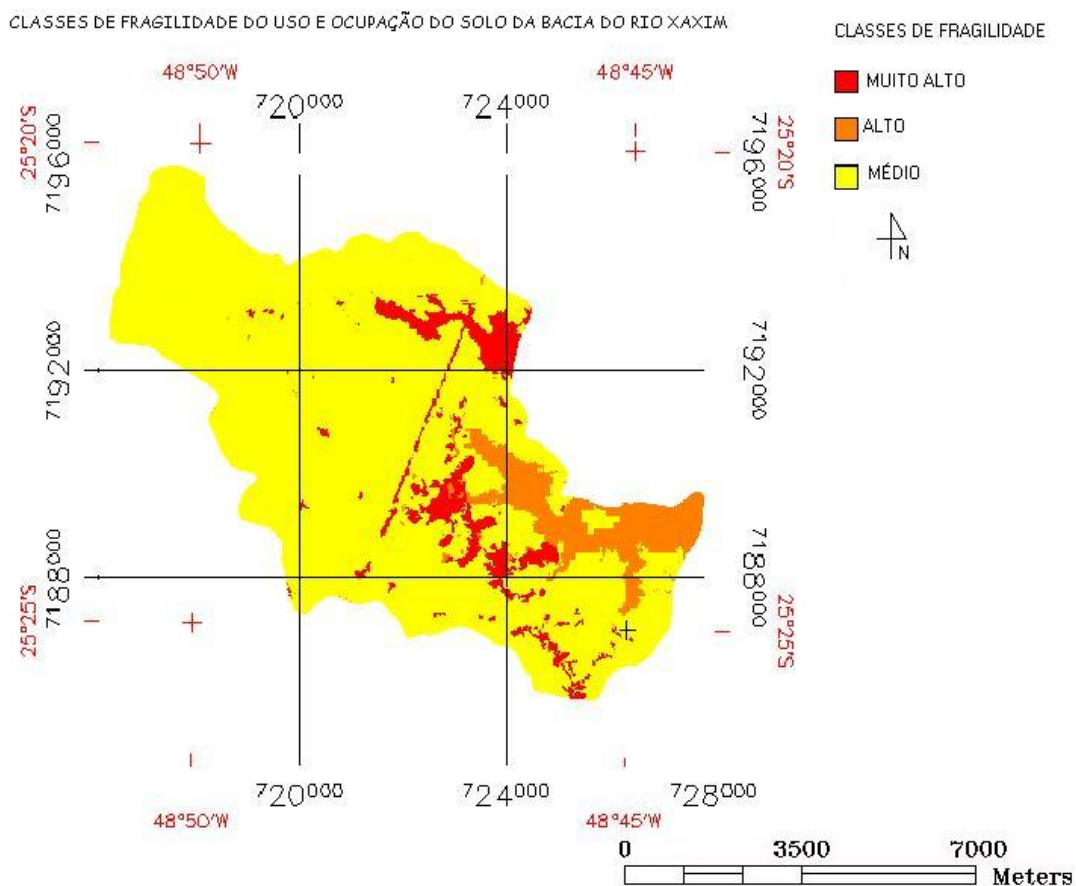 CLASSES DE FRAGILIDADE DO USO E OCUPAÇÃO DO SOLO DA BACIA DO RIO XAXIM
CLASSES DE FRAGILIDADE
MUITO ALTO
ALTO
MÉDIO
N
48°50'W
48°45'W
720000
724000
25°20'S
7196000
7196000
25°20'S
7192000
7192000
7188000
7188000
25°25'S
25°25'S
720000
724000
728000
48°50'W
48°45'W
0 3500 7000
Meters